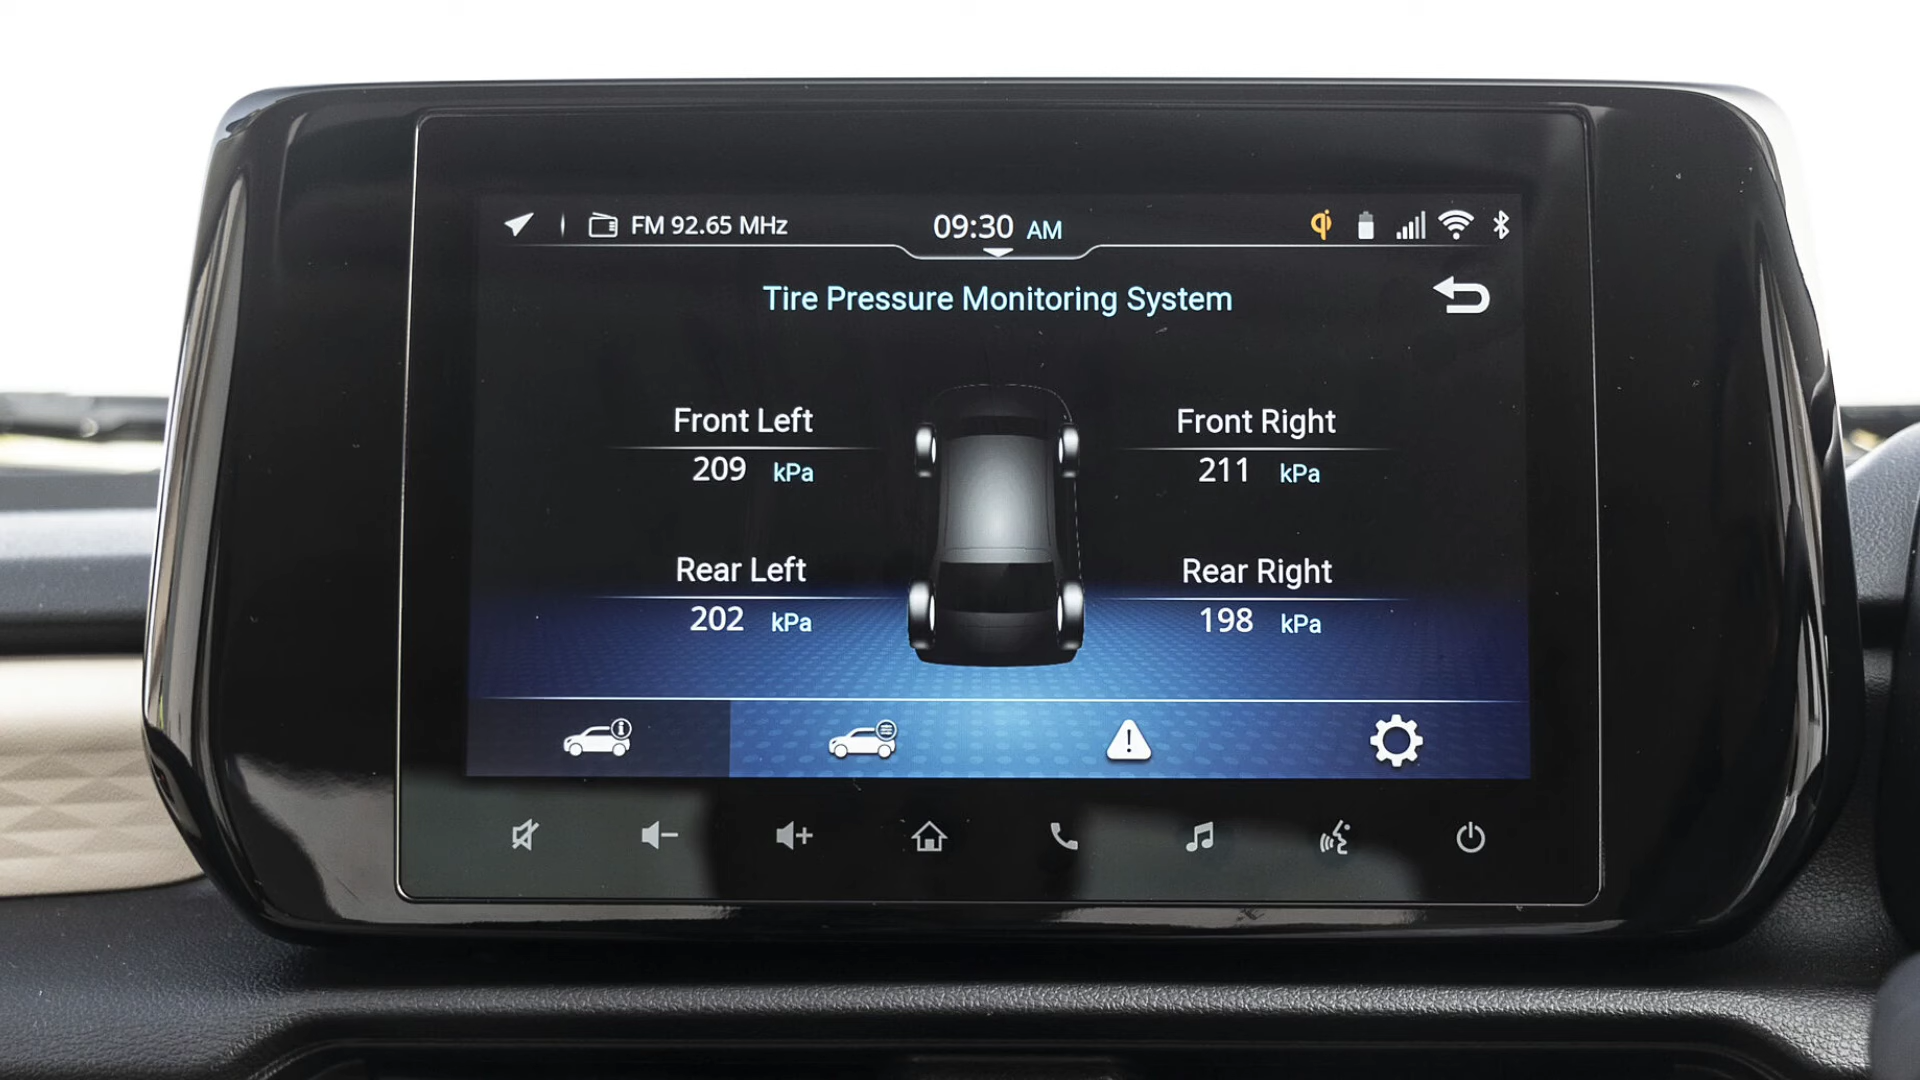 FM 92.65 MHz
09:30 AM
Tire Pressure Monitoring System
Front Left
209 kPa
Front Right
211 kPa
Rear Left
202 kPa
Rear Right
198 kPa